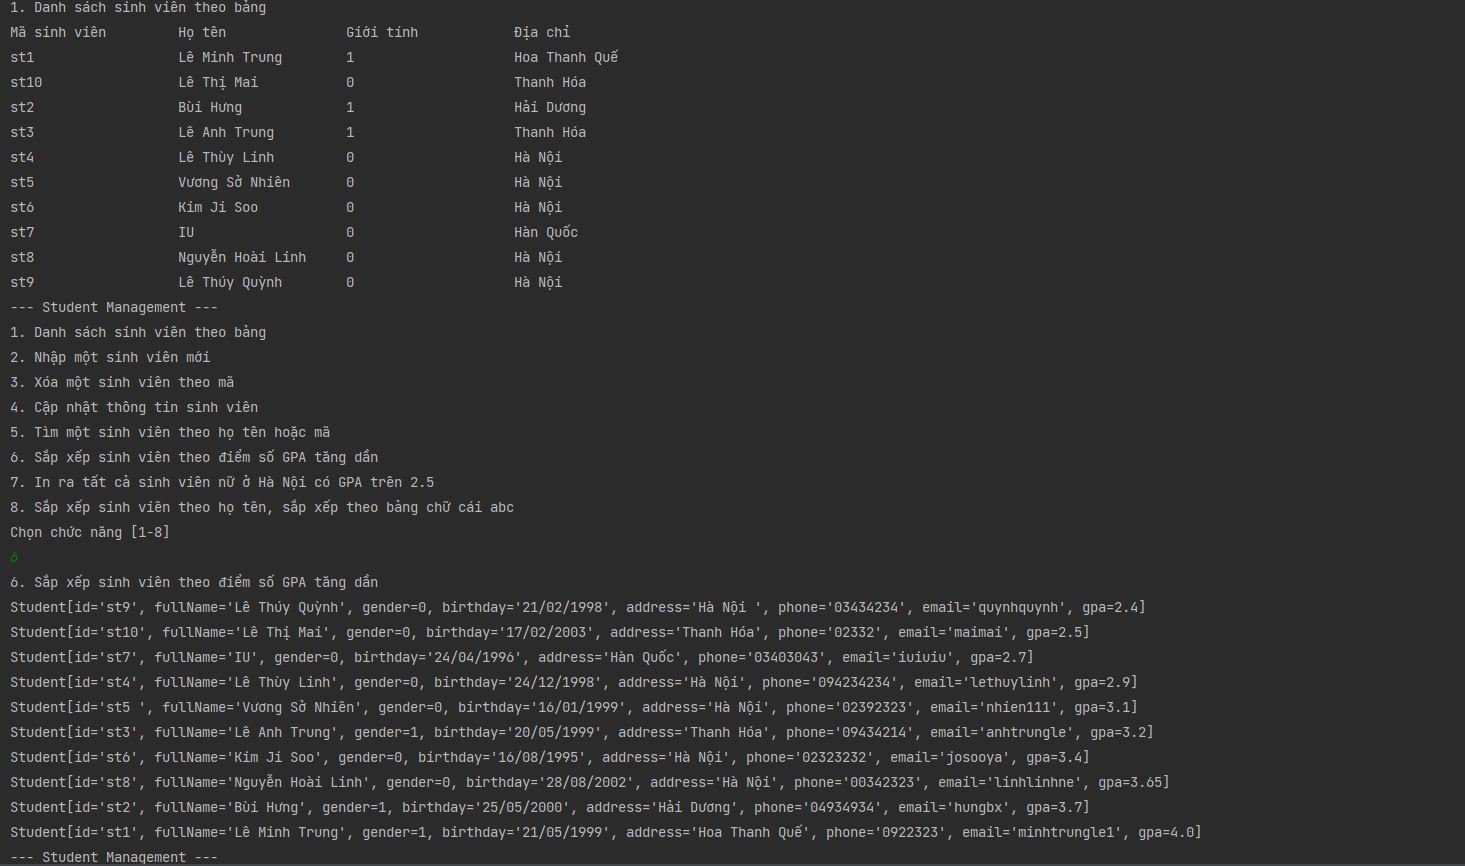 1. Danh sách sinh viên theo bảng
Mã sinh viên Họ tên Giới tính Địa chỉ
st1 Lê Minh Trung 1 Hoa Thanh Quế
st10 Lê Thị Mai 0 Thanh Hóa
st2 Bùi Hưng 1 Hải Dương
st3 Lê Anh Trung 1 Thanh Hóa
st4 Lê Thùy Linh 0 Hà Nội
st5 Vương Sở Nhiên 0 Hà Nội
st6 Kim Ji Soo 0 Hà Nội
st7 IU 0 Hàn Quốc
st8 Nguyễn Hoài Linh 0 Hà Nội
st9 Lê Thúy Quỳnh 0 Hà Nội
--- Student Management ---
1. Danh sách sinh viên theo bảng
2. Nhập một sinh viên mới
3. Xóa một sinh viên theo mã
4. Cập nhật thông tin sinh viên
5. Tìm một sinh viên theo họ tên hoặc mã
6. Sắp xếp sinh viên theo điểm số GPA tăng dần
7. In ra tất cả sinh viên nữ ở Hà Nội có GPA trên 2.5
8. Sắp xếp sinh viên theo họ tên, sắp xếp theo bảng chữ cái abc
Chọn chức năng [1-8]
6
6. Sắp xếp sinh viên theo điểm số GPA tăng dần
Student[id='st9', fullName='Lê Thúy Quỳnh', gender=0, birthday='21/02/1998', address='Hà Nội ', phone='03434234', email='quynhquynh', gpa=2.4]
Student[id='st10', fullName='Lê Thị Mai', gender=0, birthday='17/02/2003', address='Thanh Hóa', phone='02332', email='maimai', gpa=2.5]
Student[id='st7', fullName='IU', gender=0, birthday='24/04/1996', address='Hàn Quốc', phone='03403043', email='iuiuiu', gpa=2.7]
Student[id='st4', fullName='Lê Thùy Linh', gender=0, birthday='24/12/1998', address='Hà Nội', phone='094234234', email='lethuylinh', gpa=2.9]
Student[id='st5 ', fullName='Vương Sở Nhiên', gender=0, birthday='16/01/1999', address='Hà Nội', phone='02392323', email='nhien111', gpa=3.1]
Student[id='st3', fullName='Lê Anh Trung', gender=1, birthday='20/05/1999', address='Thanh Hóa', phone='09434214', email='anhtrungle', gpa=3.2]
Student[id='st6', fullName='Kim Ji Soo', gender=0, birthday='16/08/1995', address='Hà Nội', phone='02323232', email='josooya', gpa=3.4]
Student[id='st8', fullName='Nguyễn Hoài Linh', gender=0, birthday='28/08/2002', address='Hà Nội', phone='00342323', email='linhlinhne', gpa=3.65]
Student[id='st2', fullName='Bùi Hưng', gender=1, birthday='25/05/2000', address='Hải Dương', phone='04934934', email='hungbx', gpa=3.7]
Student[id='st1', fullName='Lê Minh Trung', gender=1, birthday='21/05/1999', address='Hoa Thanh Quế', phone='0922323', email='minhtrungle1', gpa=4.0]
--- Student Management ---